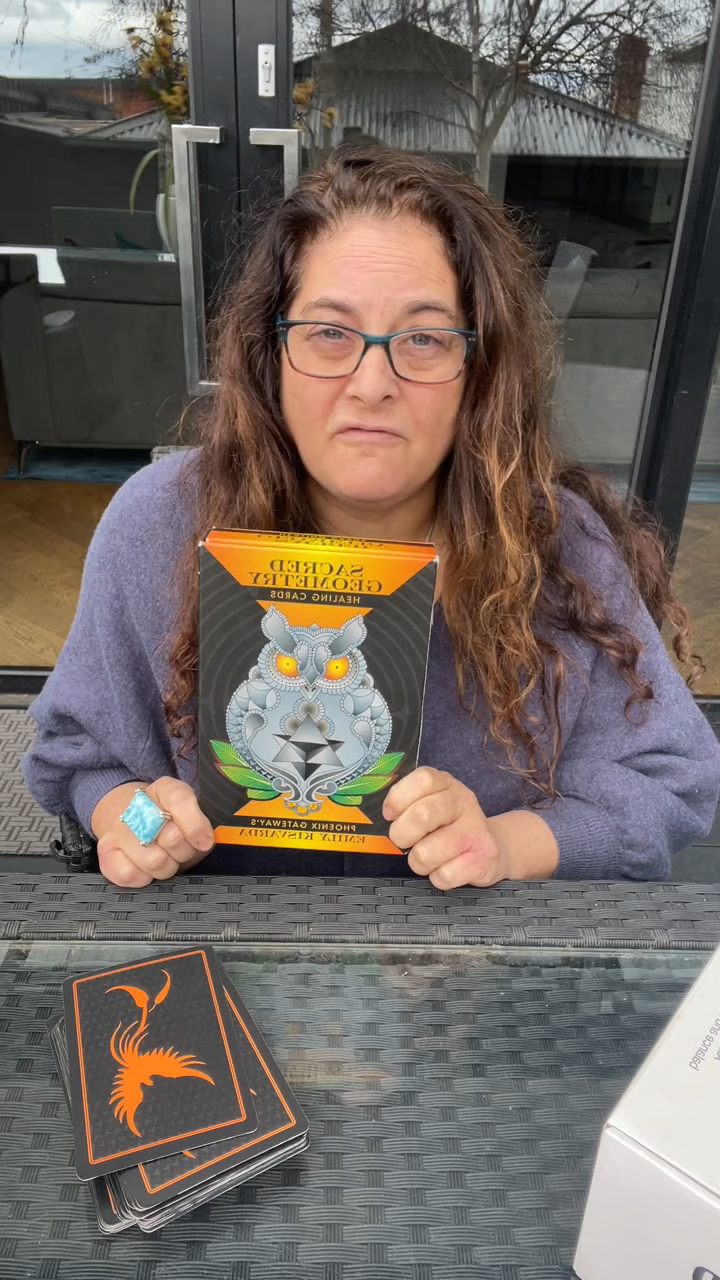 SACRED
GEOMETRY
HEALING CARDS
PHOENIX GATEWAY'S
EMILY KISVARDA